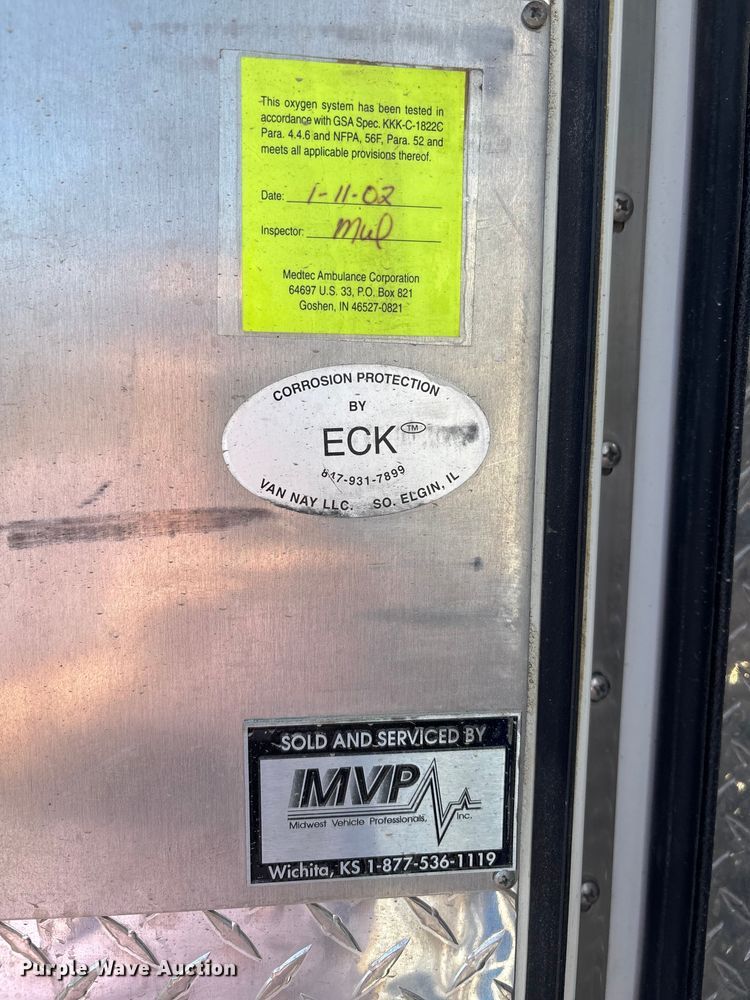 This oxygen system has been tested in
accordance with GSA Spec. KKK-C-1822C
Para. 4.4.6 and NFPA, 56F, Para. 52 and
meets all applicable provisions thereof.
Date: 1-11-02
Inspector:
Medtec Ambulance Corporation
64697 U.S. 33, P.O. Box 821
Goshen, IN 46527-0821
CORROSION PROTECTION
BY
ECK TM
847-931-7899
VAN NAY LLC. SO. ELGIN, IL
SOLD AND SERVICED BY
MVP
Midwest Vehicle Professionals, Inc.
Wichita, KS 1-877-536-1119
Purple Wave Auction